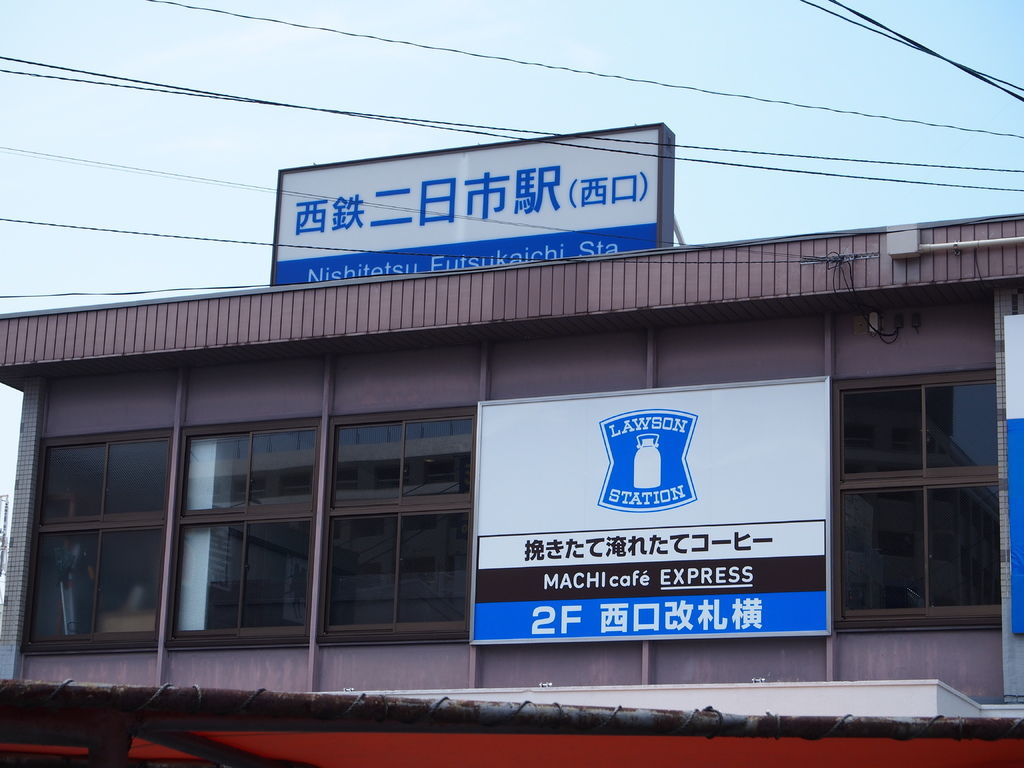 西鉄二日市駅(西口)
Nishitetsu Futsukaichi Sta
LAWSON
STATION
挽きたて淹れたてコーヒー
MACHI café EXPRESS
2F 西口改札横